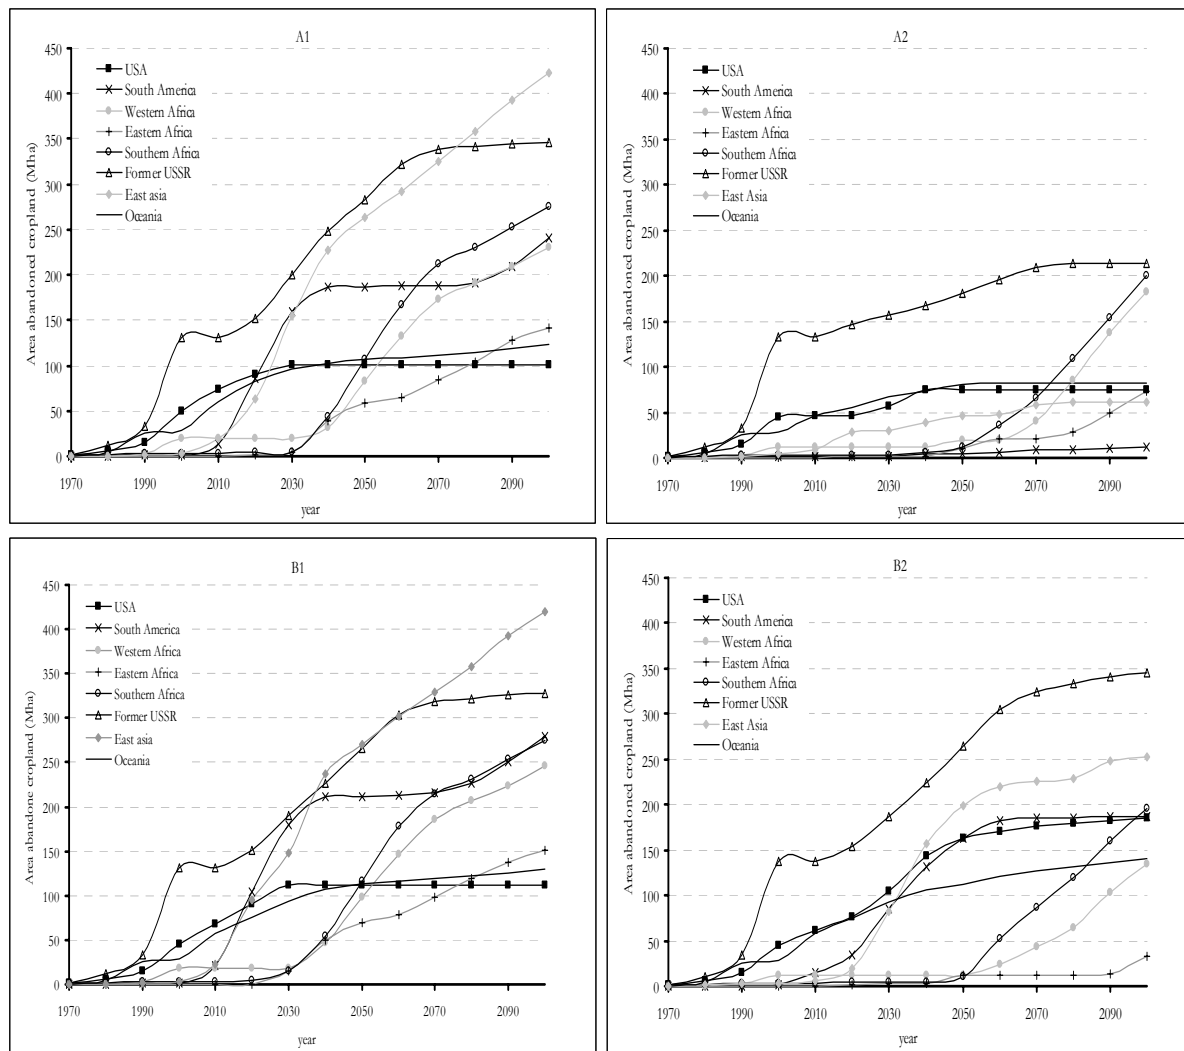 A1
450
400
350
300
250
200
150
100
50
0
Area abandoned cropland (Mha)
USA
South America
Western Africa
Eastern Africa
Southern Africa
Former USSR
East asia
Oceania
1970 1990 2010 2030 2050 2070 2090
year
A2
450
400
350
300
250
200
150
100
50
0
Area abandoned cropland (Mha)
USA
South America
Western Africa
Eastern Africa
Southern Africa
Former USSR
East Asia
Oceania
1970 1990 2010 2030 2050 2070 2090
year
B1
450
400
350
300
250
200
150
100
50
0
Area abandone cropland (Mha)
USA
South America
Western Africa
Eastern Africa
Southern Africa
Former USSR
East asia
Oceania
1970 1990 2010 2030 2050 2070 2090
year
B2
450
400
350
300
250
200
150
100
50
0
Area abandoned cropland (Mha)
USA
South America
Western Africa
Eastern Africa
Southern Africa
Former USSR
East Asia
Oceania
1970 1990 2010 2030 2050 2070 2090
year